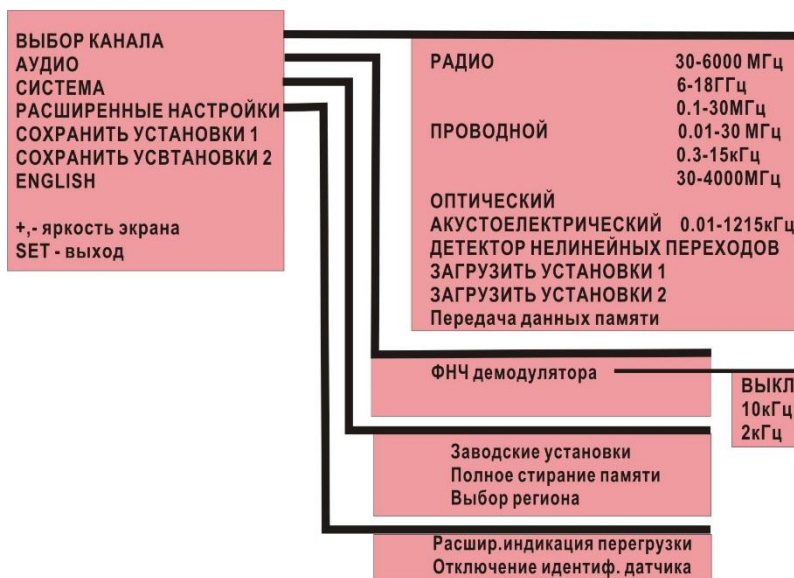 ВЫБОР КАНАЛА
АУДИО
СИСТЕМА
РАСШИРЕННЫЕ НАСТРОЙКИ
СОХРАНИТЬ УСТАНОВКИ 1
СОХРАНИТЬ УСВТАНОВКИ 2
ENGLISH
+,- яркость экрана
SET - выход
РАДИО 30-6000 МГц
6-18ГГц
0.1-30МГц
ПРОВОДНОЙ 0.01-30 МГц
0.3-15кГц
30-4000МГц
ОПТИЧЕСКИЙ
АКУСТОЕЛЕКТРИЧЕСКИЙ 0.01-1215кГц
ДЕТЕКТОР НЕЛИНЕЙНЫХ ПЕРЕХОДОВ
ЗАГРУЗИТЬ УСТАНОВКИ 1
ЗАГРУЗИТЬ УСТАНОВКИ 2
Передача данных памяти
ФНЧ демодулятора
ВЫКЛ
10кГц
2кГц
Заводские установки
Полное стирание памяти
Выбор региона
Расшир.индикация перегрузки
Отключение идентиф. датчика